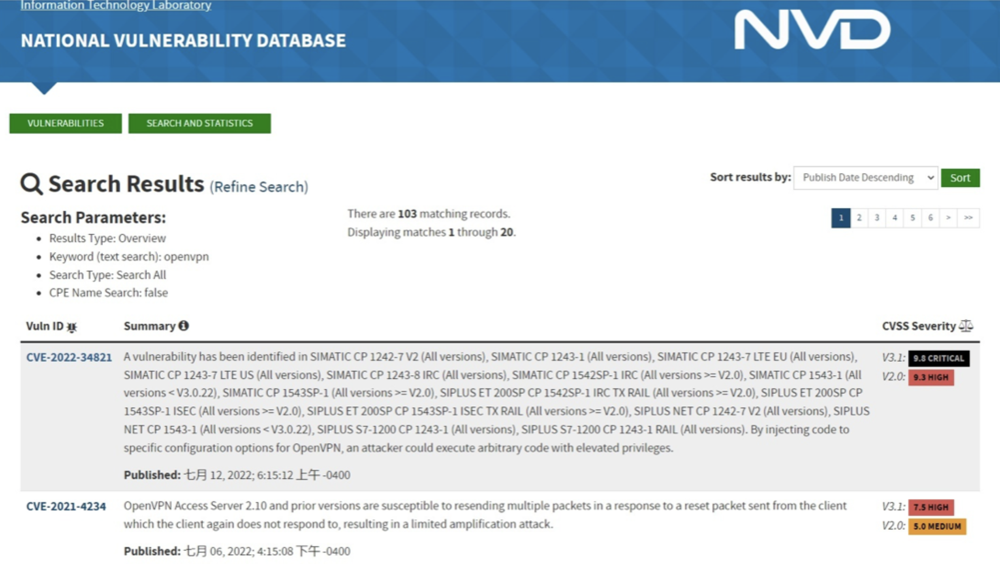 Information Technology Laboratory
NATIONAL VULNERABILITY DATABASE
NVD
VULNERABILITIES
SEARCH AND STATISTICS
Search Results (Refine Search)
Sort results by: Publish Date Descending Sort
Search Parameters:
• Results Type: Overview
• Keyword (text search): openvpn
• Search Type: Search All
• CPE Name Search: false
There are 103 matching records.
Displaying matches 1 through 20.
1 2 3 4 5 6 > >>
Vuln ID Summary CVSS Severity
CVE-2022-34821
A vulnerability has been identified in SIMATIC CP 1242-7 V2 (All versions), SIMATIC CP 1243-1 (All versions), SIMATIC CP 1243-7 LTE EU (All versions),
SIMATIC CP 1243-7 LTE US (All versions), SIMATIC CP 1243-8 IRC (All versions), SIMATIC CP 1542SP-1 IRC (All versions >= V2.0), SIMATIC CP 1543-1 (All
versions < V3.0.22), SIMATIC CP 1543SP-1 (All versions >= V2.0), SIPLUS ET 200SP CP 1542SP-1 IRC TX RAIL (All versions >= V2.0), SIPLUS ET 200SP CP
1543SP-1 ISEC (All versions >= V2.0), SIPLUS ET 200SP CP 1543SP-1 ISEC TX RAIL (All versions >= V2.0), SIPLUS NET CP 1242-7 V2 (All versions), SIPLUS
NET CP 1543-1 (All versions < V3.0.22), SIPLUS S7-1200 CP 1243-1 (All versions), SIPLUS S7-1200 CP 1243-1 RAIL (All versions). By injecting code to
specific configuration options for OpenVPN, an attacker could execute arbitrary code with elevated privileges.
Published: 七月 12, 2022; 6:15:12 上午 -0400
V3.1: 9.8 CRITICAL
V2.0: 9.3 HIGH
CVE-2021-4234
OpenVPN Access Server 2.10 and prior versions are susceptible to resending multiple packets in a response to a reset packet sent from the client
which the client again does not respond to, resulting in a limited amplification attack.
Published: 七月 06, 2022; 4:15:08 下午 -0400
V3.1: 7.5 HIGH
V2.0: 5.0 MEDIUM